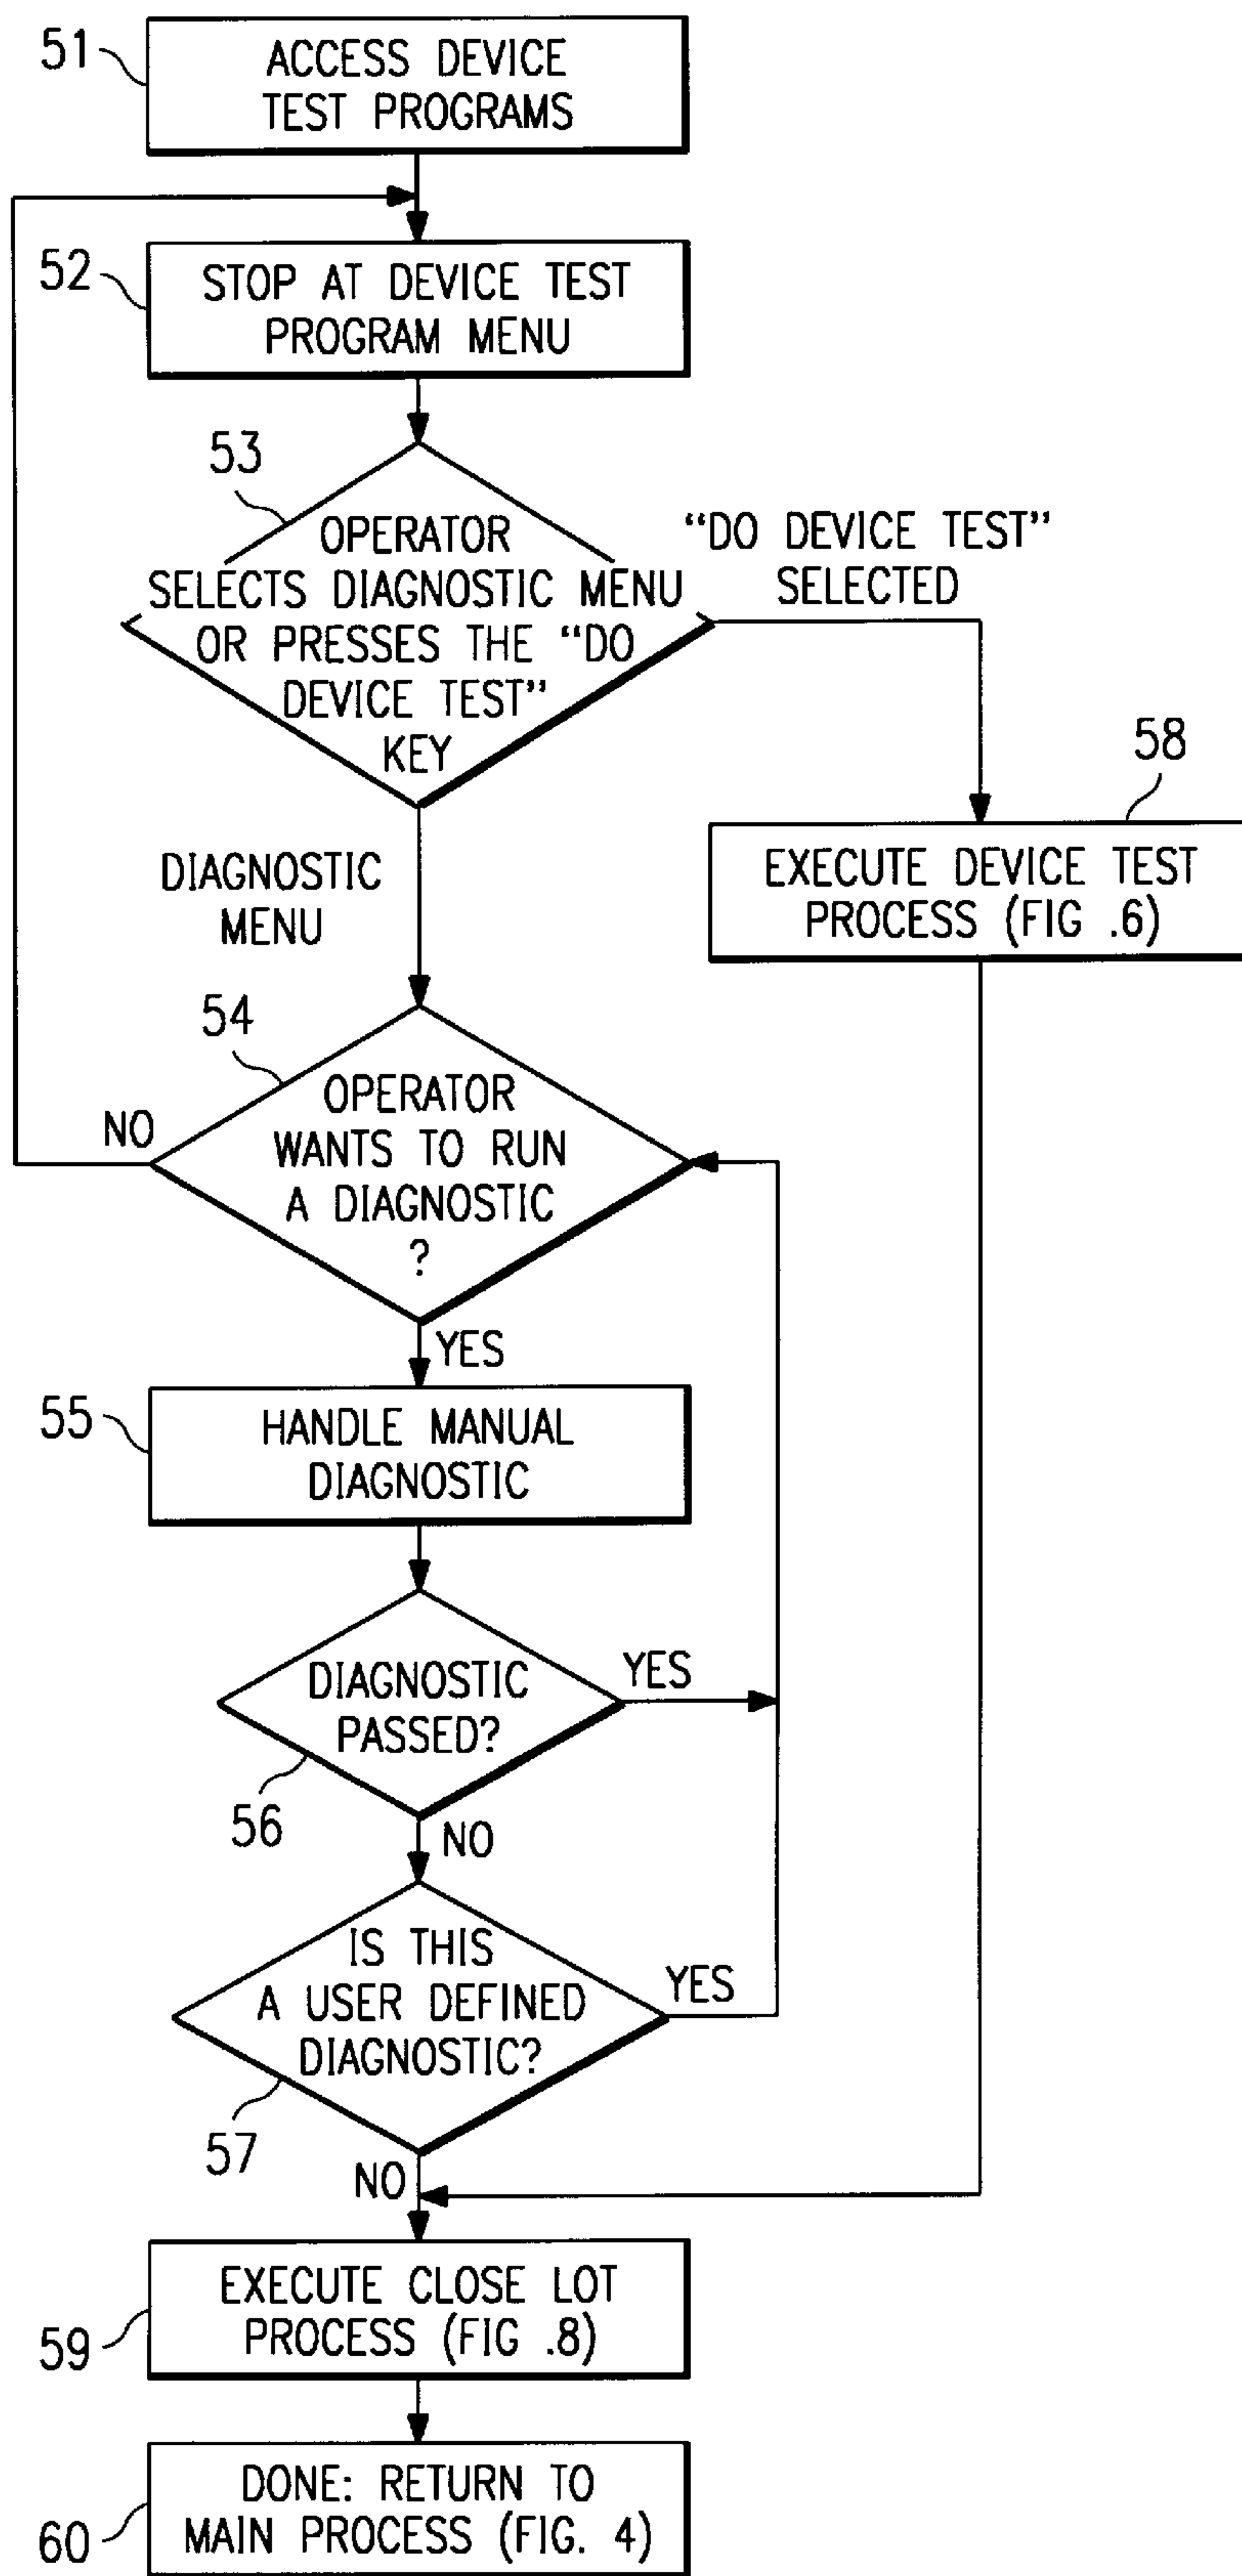 51
ACCESS DEVICE
TEST PROGRAMS
52
STOP AT DEVICE TEST
PROGRAM MENU
53
OPERATOR
SELECTS DIAGNOSTIC MENU
OR PRESSES THE “DO
DEVICE TEST”
KEY
“DO DEVICE TEST”
SELECTED
58
EXECUTE DEVICE TEST
PROCESS (FIG .6)
DIAGNOSTIC
MENU
54
OPERATOR
WANTS TO RUN
A DIAGNOSTIC
?
NO
YES
55
HANDLE MANUAL
DIAGNOSTIC
DIAGNOSTIC
PASSED?
YES
56
NO
IS THIS
A USER DEFINED
DIAGNOSTIC?
YES
57
NO
EXECUTE CLOSE LOT
PROCESS (FIG .8)
59
DONE: RETURN TO
MAIN PROCESS (FIG. 4)
60